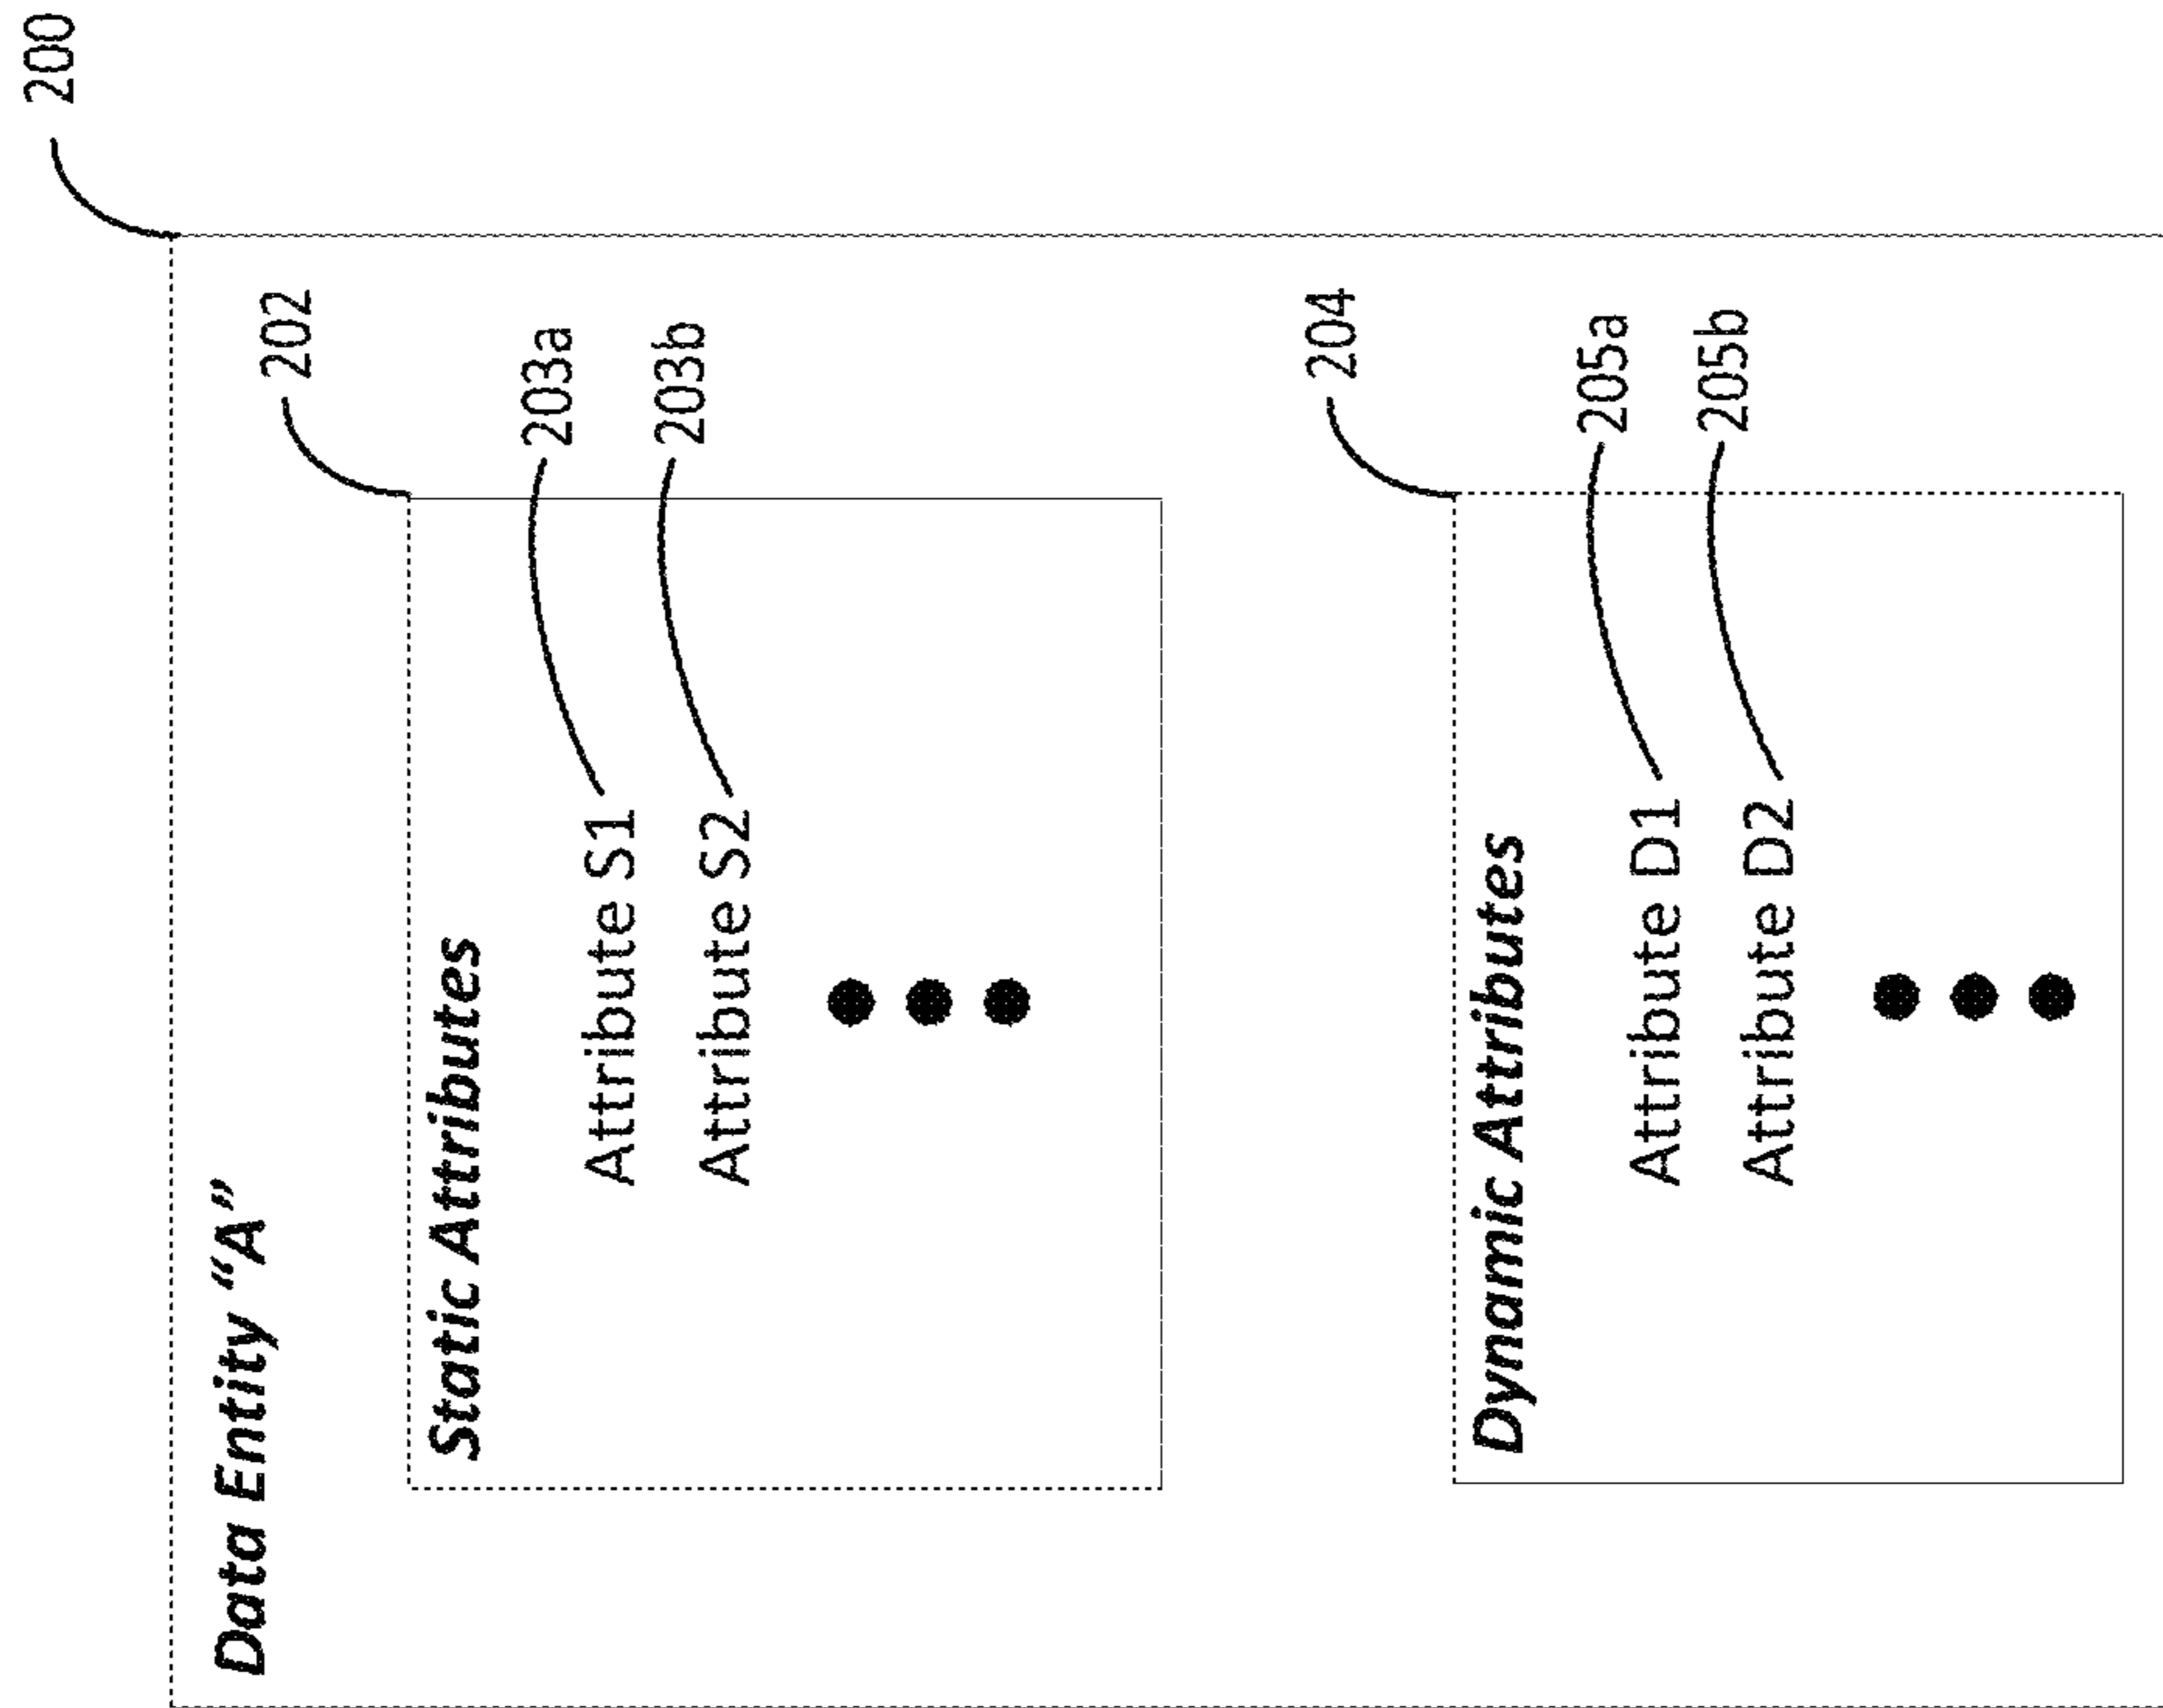 200
Data Entity “A”
202
Static Attributes
203a
Attribute S1
203b
Attribute S2
204
Dynamic Attributes
205a
Attribute D1
205b
Attribute D2